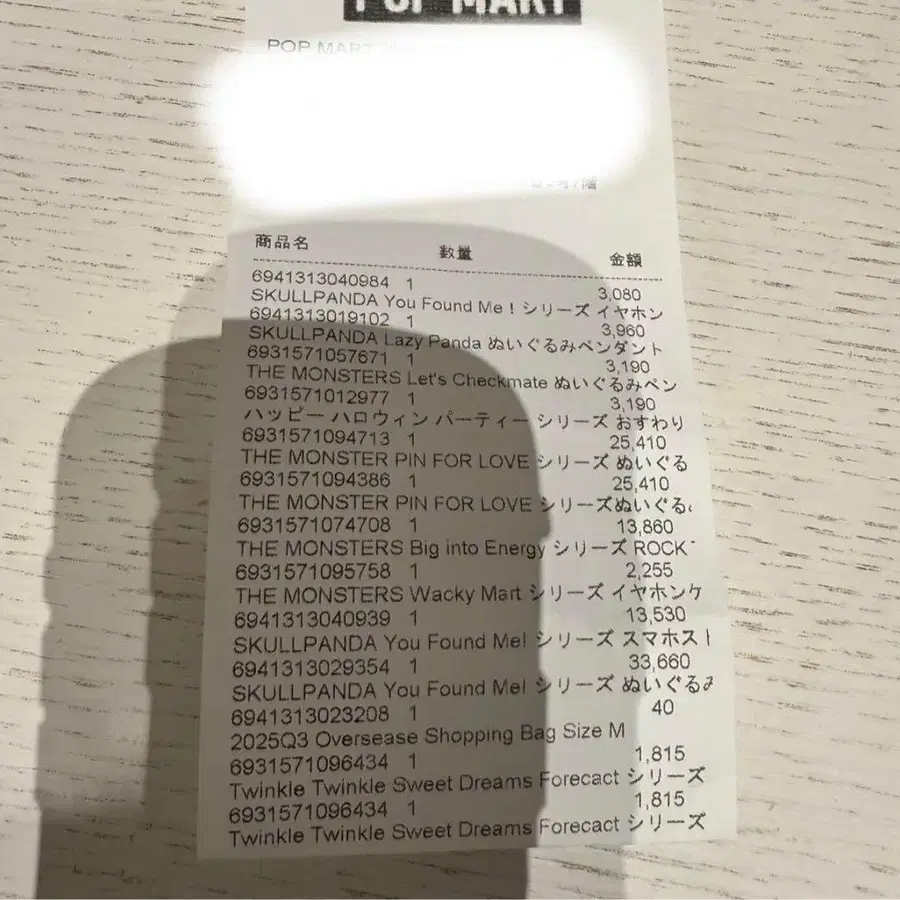 POP MART
POP MART
商品名 数量 金額
6941313040984 1 3,080
SKULLPANDA You Found Me！シリーズ イヤホン
6941313019102 1 3,960
SKULLPANDA Lazy Panda ぬいぐるみペンダント
6931571057671 1 3,190
THE MONSTERS Let's Checkmate ぬいぐるみペン
6931571012977 1 3,190
ハッピー ハロウィン パーティー シリーズ おすわり
6931571094713 1 25,410
THE MONSTER PIN FOR LOVE シリーズ ぬいぐる
6931571094386 1 25,410
THE MONSTER PIN FOR LOVE シリーズぬいぐる
6931571074708 1 13,860
THE MONSTERS Big into Energy シリーズ ROCK
6931571095758 1 2,255
THE MONSTERS Wacky Mart シリーズ イヤホンケ
6941313040939 1 13,530
SKULLPANDA You Found Me! シリーズ スマホスト
6941313029354 1 33,660
SKULLPANDA You Found Me! シリーズ ぬいぐるみ
6941313023208 1 40
2025Q3 Oversease Shopping Bag Size M
6931571096434 1 1,815
Twinkle Twinkle Sweet Dreams Forecact シリーズ
6931571096434 1 1,815
Twinkle Twinkle Sweet Dreams Forecact シリーズ